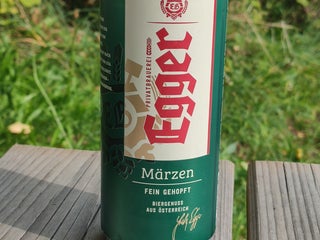 PRIVATBRAUEREI
Egger
Märzen
FEIN GEHOPFT
BIERGENUSS
AUS ÖSTERREICH